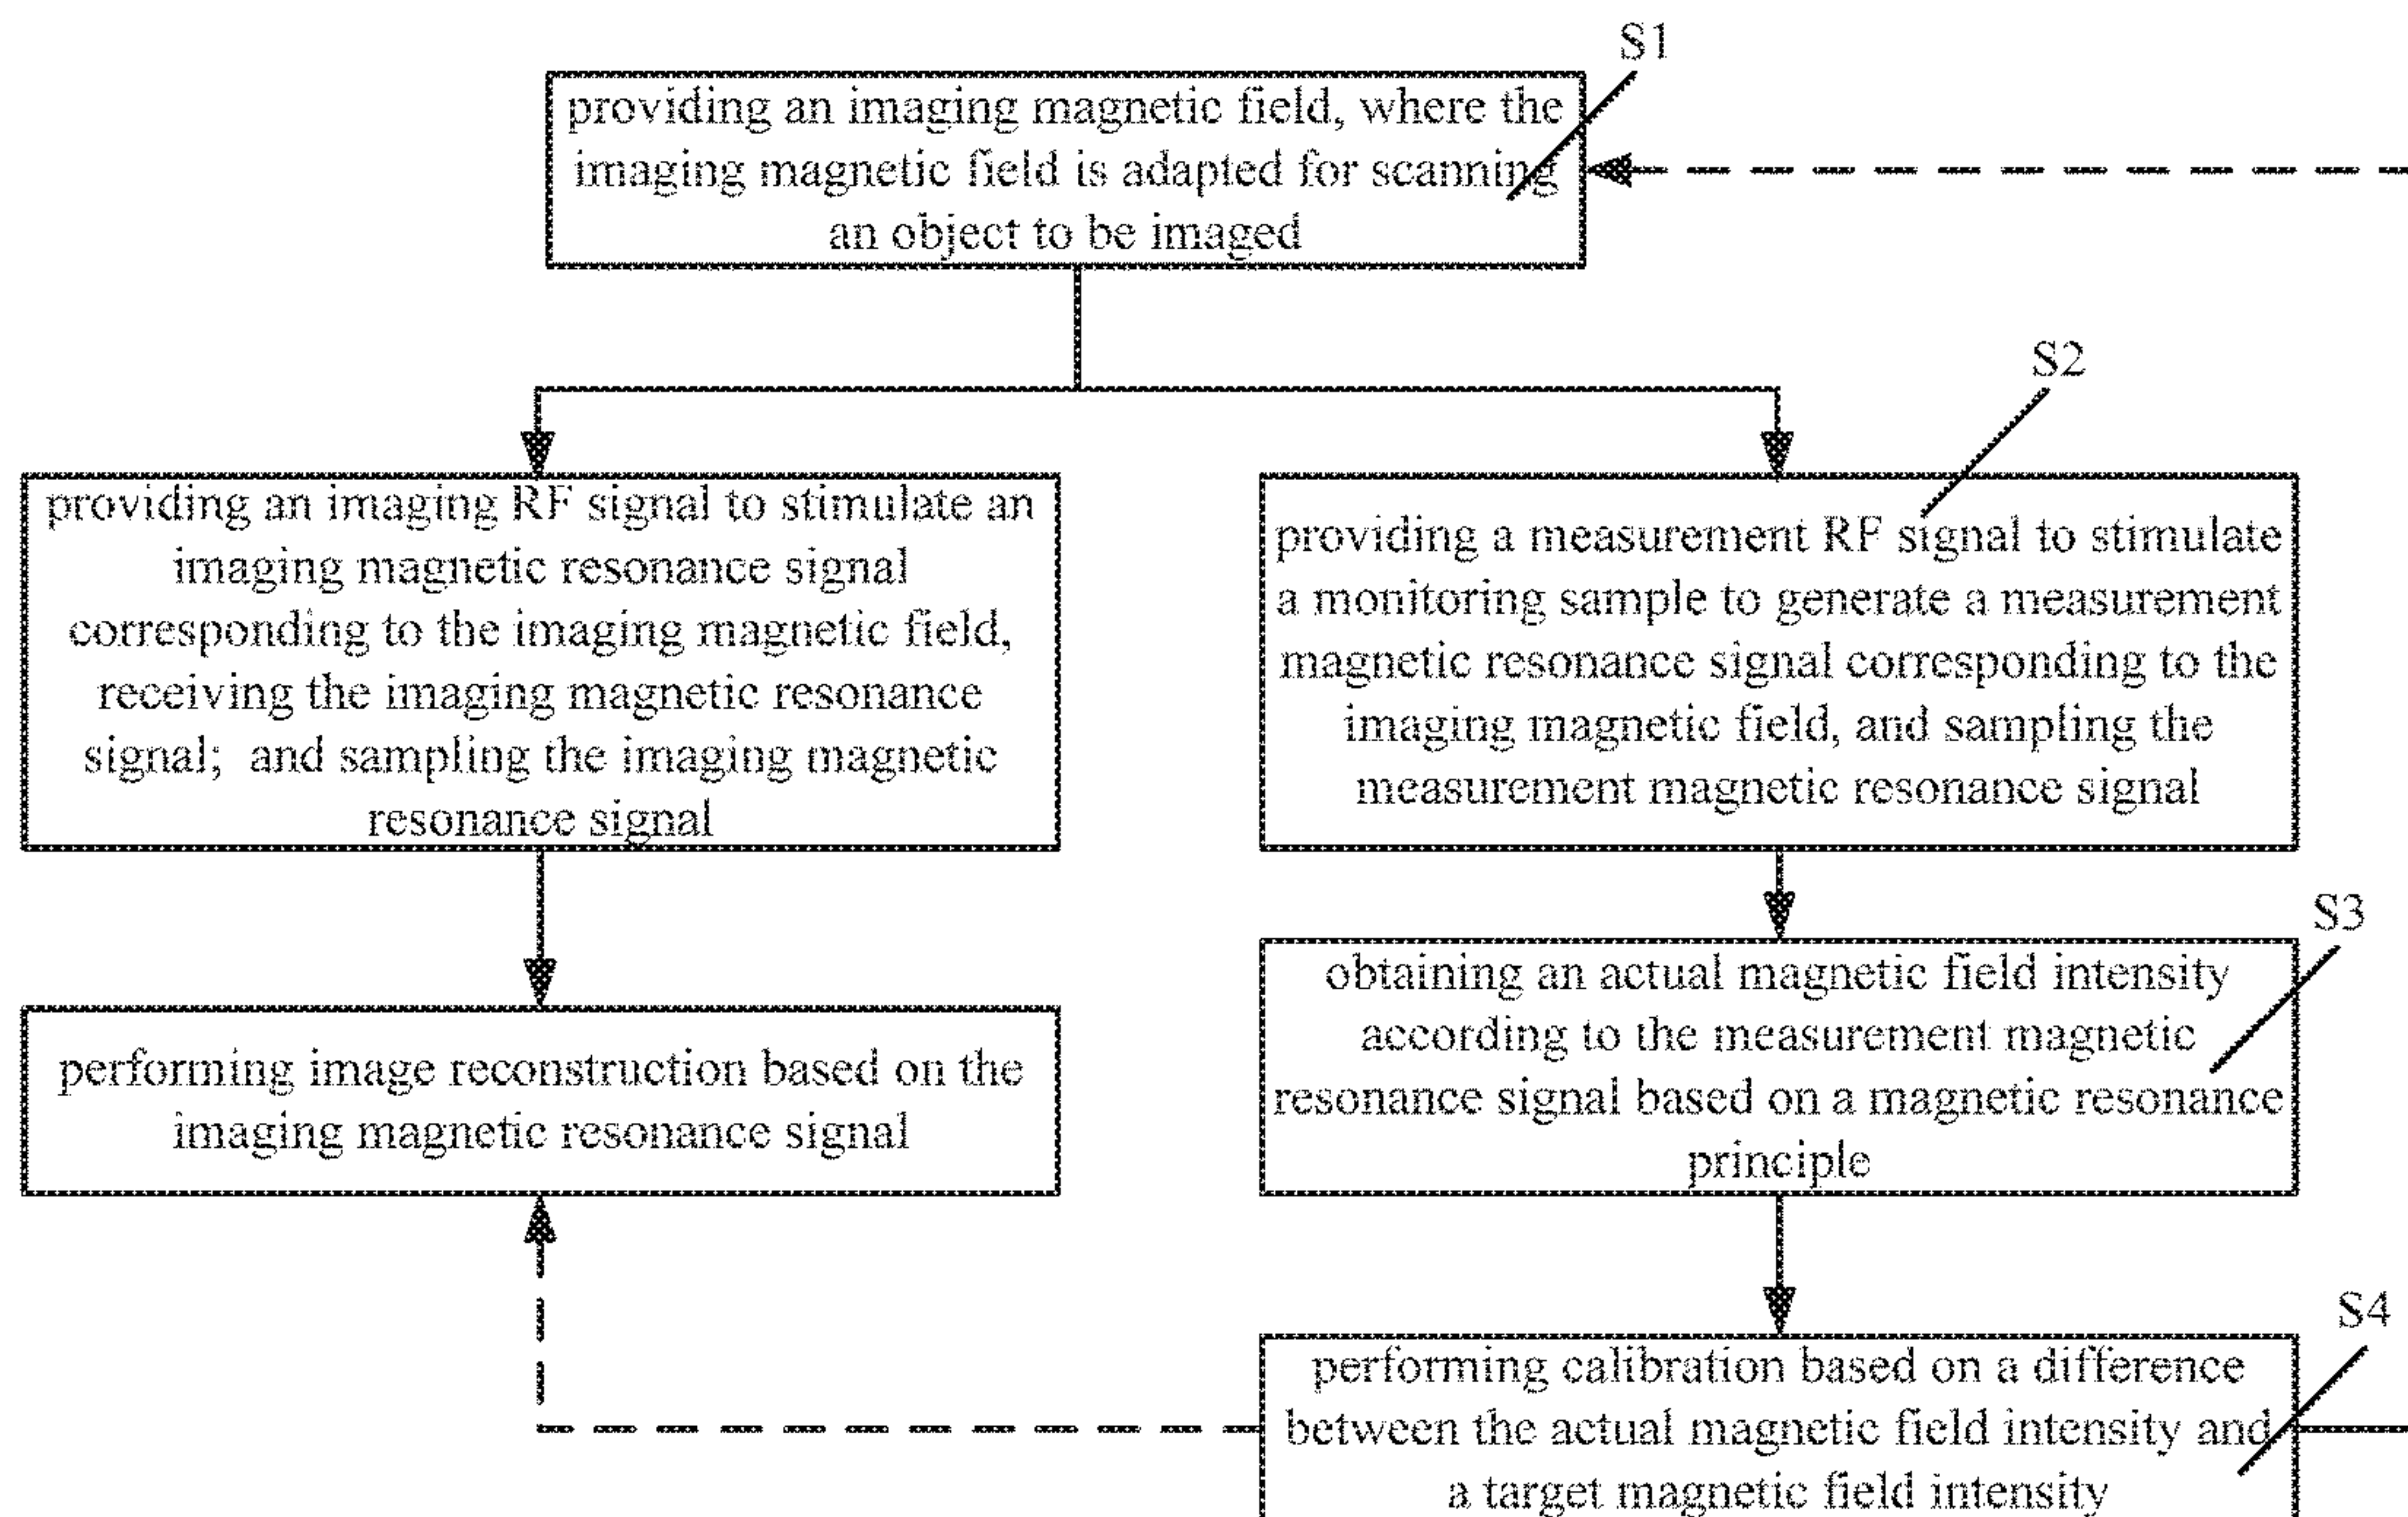 S1
providing an imaging magnetic field, where the
imaging magnetic field is adapted for scanning
an object to be imaged
S2
providing an imaging RF signal to stimulate an
imaging magnetic resonance signal
corresponding to the imaging magnetic field,
receiving the imaging magnetic resonance
signal; and sampling the imaging magnetic
resonance signal
providing a measurement RF signal to stimulate
a monitoring sample to generate a measurement
magnetic resonance signal corresponding to the
imaging magnetic field, and sampling the
measurement magnetic resonance signal
S3
performing image reconstruction based on the
imaging magnetic resonance signal
obtaining an actual magnetic field intensity
according to the measurement magnetic
resonance signal based on a magnetic resonance
principle
S4
performing calibration based on a difference
between the actual magnetic field intensity and
a target magnetic field intensity